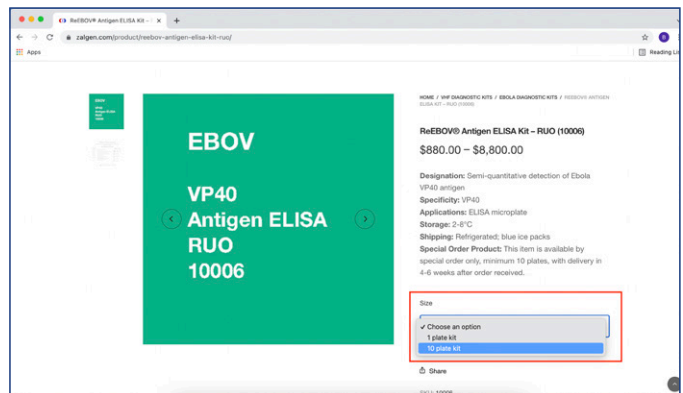 ReEBOV® Antigen ELISA Kit –
zalgen.com/product/reebov-antigen-elisa-kit-ruo/
Apps
Reading
HOME / VHF DIAGNOSTIC KITS / EBOLA DIAGNOSTIC KITS / REEBOV® ANTIGEN
ELISA KIT – RUO (10006)
EBOV
VP40
Antigen ELISA
RUO
10006
ReEBOV® Antigen ELISA Kit – RUO (10006)
$880.00 – $8,800.00
Designation: Semi-quantitative detection of Ebola
VP40 antigen
Specificity: VP40
Applications: ELISA microplate
Storage: 2-8°C
Shipping: Refrigerated; blue ice packs
Special Order Product: This item is available by
special order only, minimum 10 plates, with delivery in
4-6 weeks after order received.
Size
✓ Choose an option
1 plate kit
10 plate kit
Share